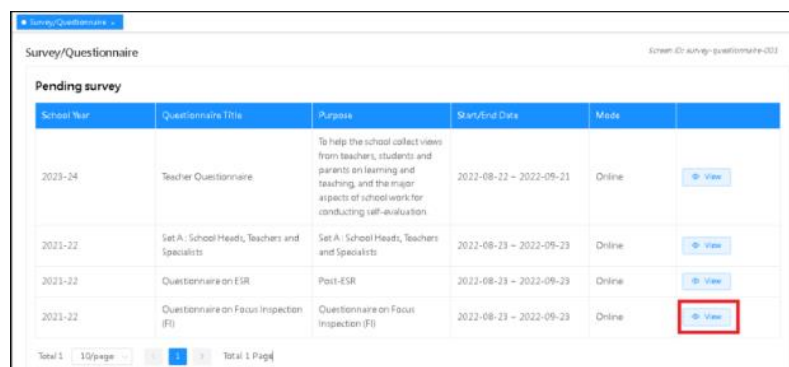 Survey/Questionnaire
Survey/Questionnaire
Screen ID: survey-questionnaire-001
Pending survey
School Year Questionnaire Title Purpose Start/End Date Mode
2023-24 Teacher Questionnaire To help the school collect views
from teachers, students and
parents on learning and
teaching, and the major
aspects of school work for
conducting self-evaluation 2022-08-22 ~ 2022-09-21 Online View
2021-22 Set A : School Heads, Teachers and
Specialists Set A : School Heads, Teachers
and Specialists 2022-08-23 ~ 2022-09-23 Online View
2021-22 Questionnaire on ESR Post-ESR 2022-08-23 ~ 2022-09-23 Online View
2021-22 Questionnaire on Focus Inspection
(FI) Questionnaire on Focus
Inspection (FI) 2022-08-23 ~ 2022-09-23 Online View
Total 1 10/page 1 Total 1 Page